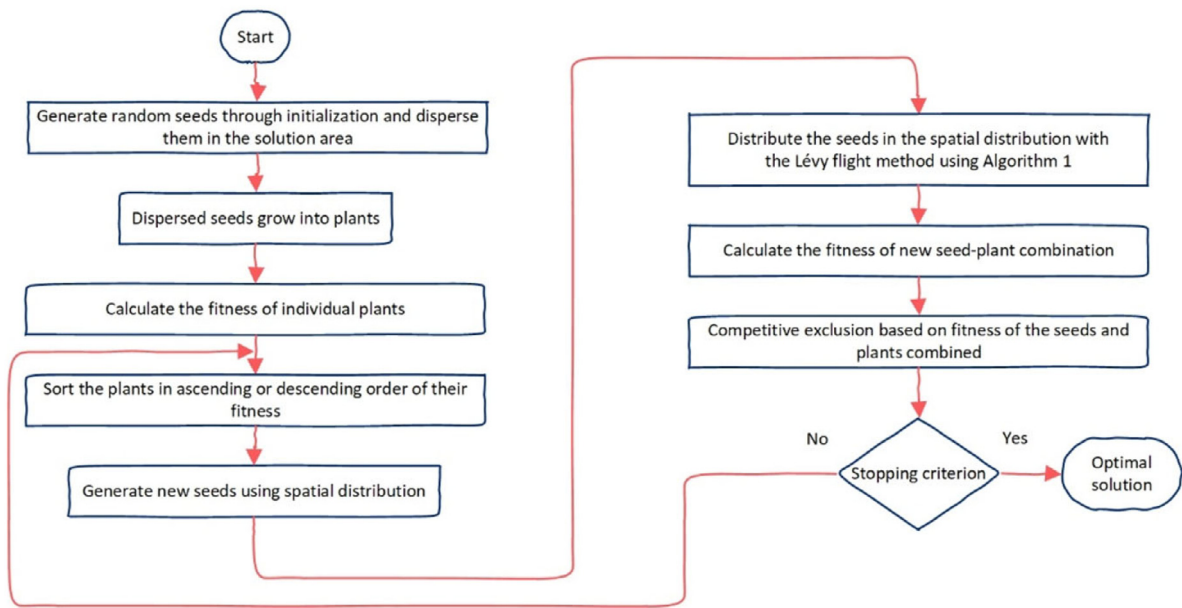 Start
Generate random seeds through initialization and disperse
them in the solution area
Dispersed seeds grow into plants
Calculate the fitness of individual plants
Sort the plants in ascending or descending order of their
fitness
Generate new seeds using spatial distribution
Distribute the seeds in the spatial distribution with
the Lévy flight method using Algorithm 1
Calculate the fitness of new seed-plant combination
Competitive exclusion based on fitness of the seeds and
plants combined
No
Yes
Stopping criterion
Optimal
solution